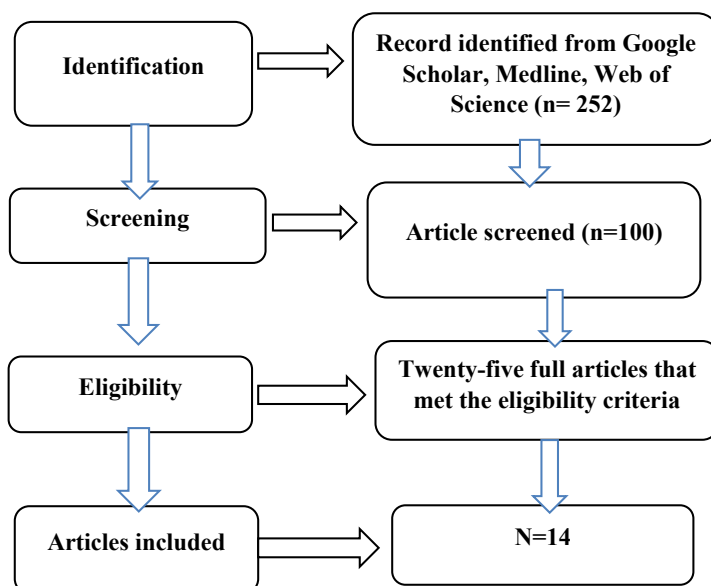 Identification
Record identified from Google
Scholar, Medline, Web of
Science (n= 252)
Screening
Article screened (n=100)
Eligibility
Twenty-five full articles that
met the eligibility criteria
Articles included
N=14